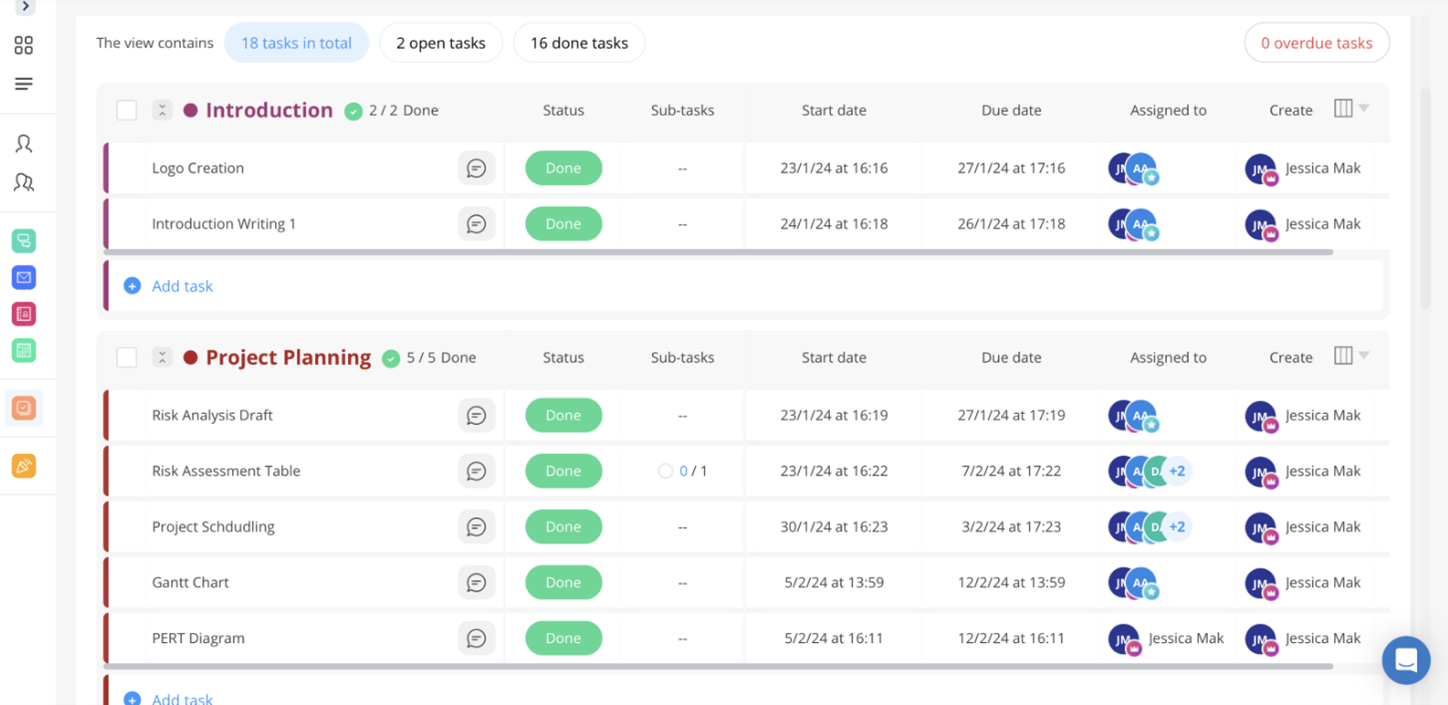 The view contains 18 tasks in total 2 open tasks 16 done tasks 0 overdue tasks
Introduction 2 / 2 Done Status Sub-tasks Start date Due date Assigned to Create
Logo Creation Done -- 23/1/24 at 16:16 27/1/24 at 17:16 AA JM Jessica Mak
Introduction Writing 1 Done -- 24/1/24 at 16:18 26/1/24 at 17:18 AA JM Jessica Mak
Add task
Project Planning 5 / 5 Done Status Sub-tasks Start date Due date Assigned to Create
Risk Analysis Draft Done -- 23/1/24 at 16:19 27/1/24 at 17:19 AA JM Jessica Mak
Risk Assessment Table Done 0 / 1 23/1/24 at 16:22 7/2/24 at 17:22 +2 JM Jessica Mak
Project Schdudling Done -- 30/1/24 at 16:23 3/2/24 at 17:23 +2 JM Jessica Mak
Gantt Chart Done -- 5/2/24 at 13:59 12/2/24 at 13:59 AA JM Jessica Mak
PERT Diagram Done -- 5/2/24 at 16:11 12/2/24 at 16:11 JM Jessica Mak JM Jessica Mak
Add task